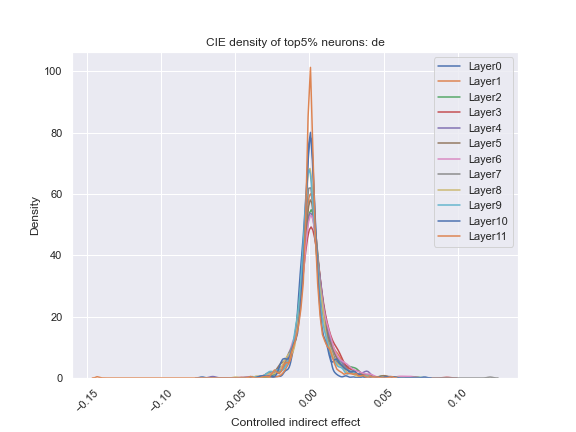 CIE density of top5% neurons: de
Density
100
80
60
40
20
0
-0.15
-0.10
-0.05
0.00
0.05
0.10
Controlled indirect effect
Layer0
Layer1
Layer2
Layer3
Layer4
Layer5
Layer6
Layer7
Layer8
Layer9
Layer10
Layer11